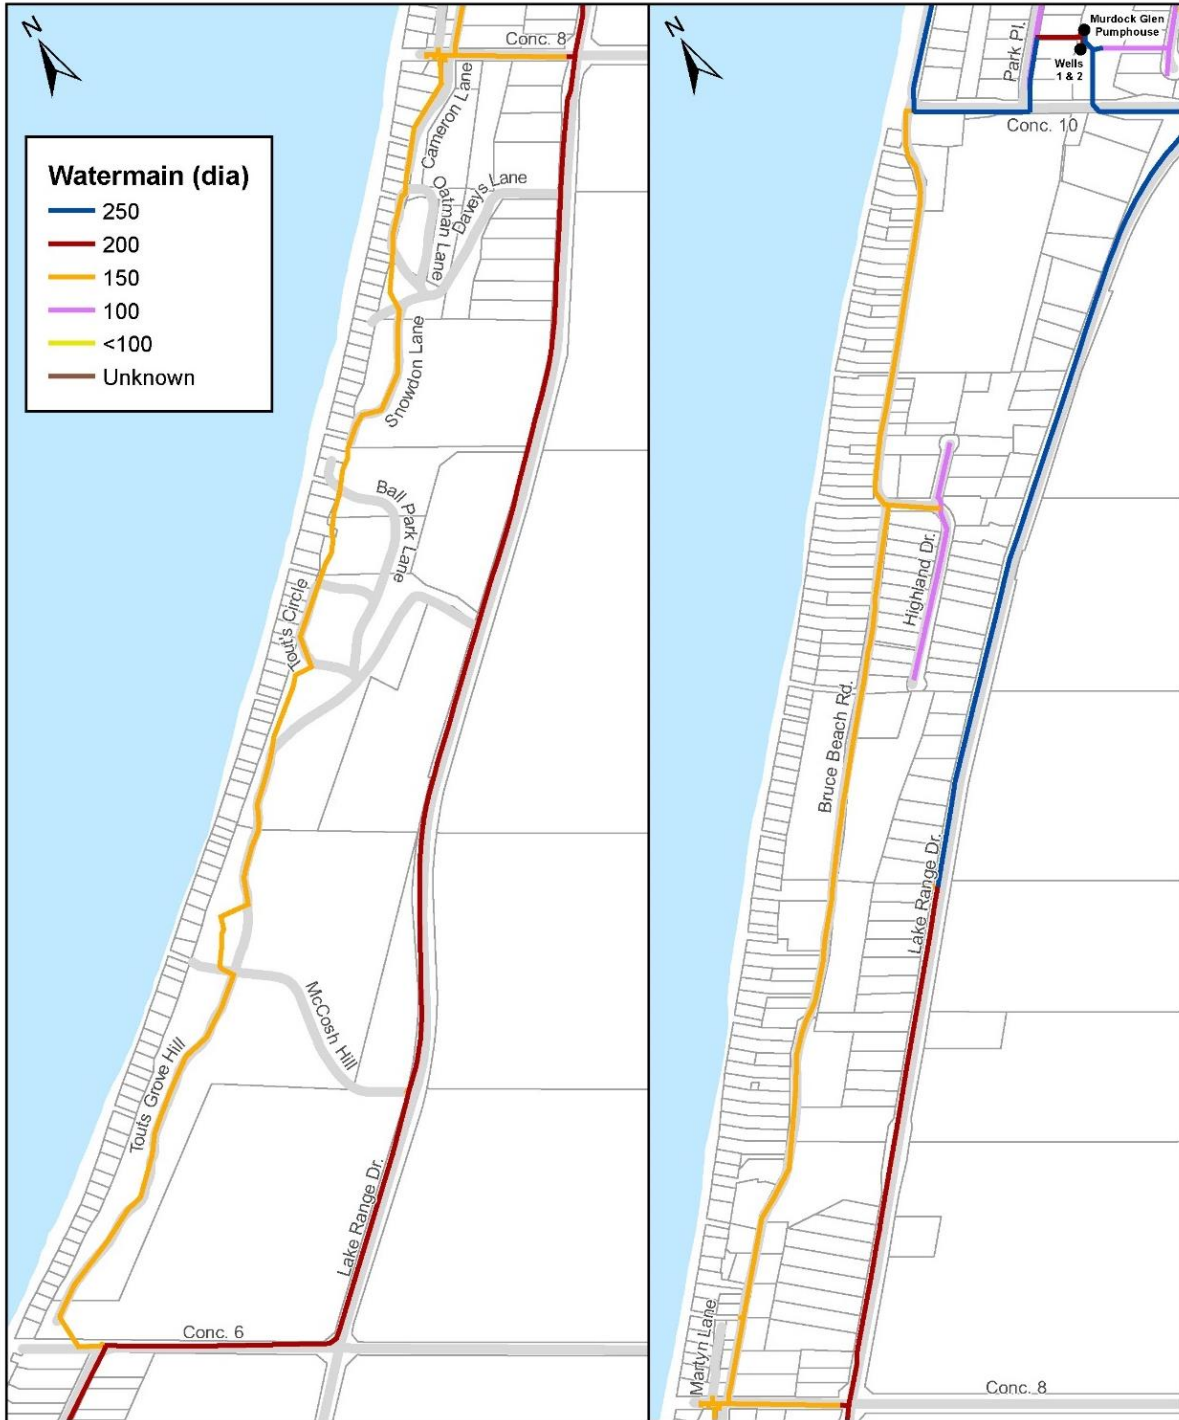 N
Conc. 8
Cameron Lane
Oatman Lane
Daveys Lane
Watermain (dia)
250
200
150
100
<100
Unknown
Snowdon Lane
Ball Park Lane
Tout's Circle
McCosh Hill
Touts Grove Hill
Lake Range Dr.
Conc. 6
N
Park Pl.
Murdock Glen
Pumphouse
Wells
1 & 2
Conc. 10
Highland Dr.
Bruce Beach Rd.
Lake Range Dr.
Martyn Lane
Conc. 8